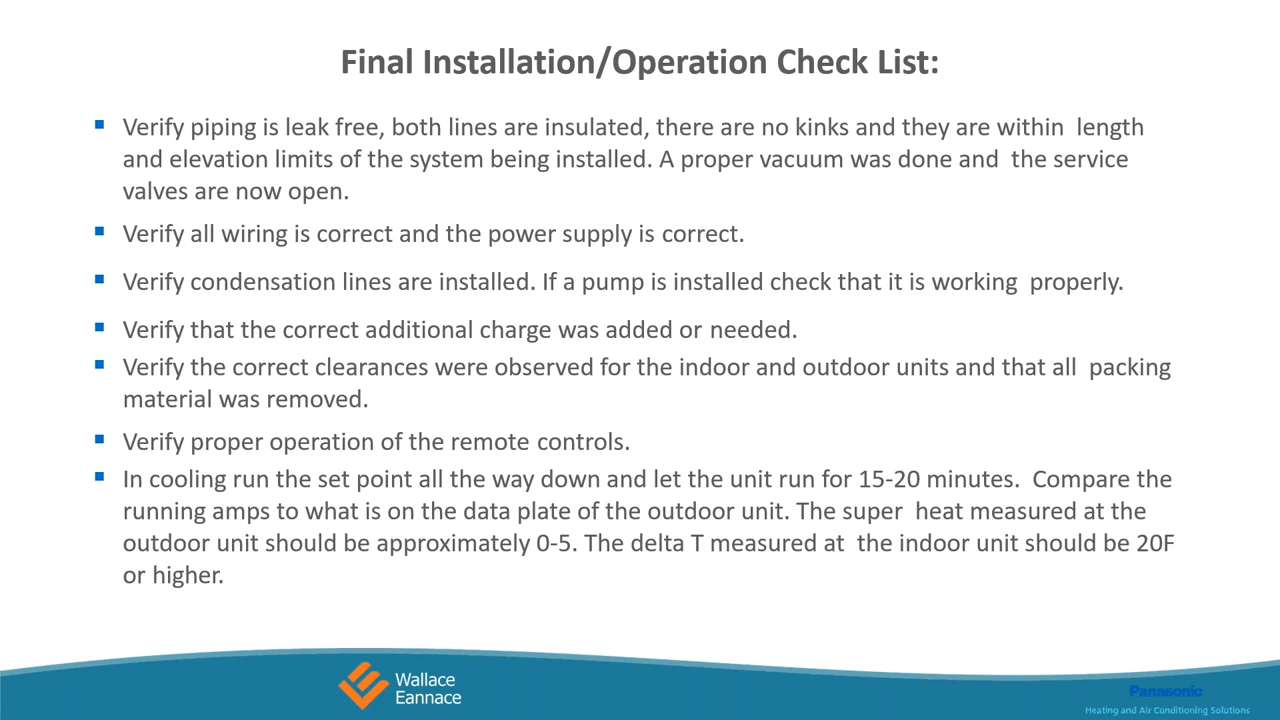 Final Installation/Operation Check List:
▪ Verify piping is leak free, both lines are insulated, there are no kinks and they are within length
and elevation limits of the system being installed. A proper vacuum was done and the service
valves are now open.
▪ Verify all wiring is correct and the power supply is correct.
▪ Verify condensation lines are installed. If a pump is installed check that it is working properly.
▪ Verify that the correct additional charge was added or needed.
▪ Verify the correct clearances were observed for the indoor and outdoor units and that all packing
material was removed.
▪ Verify proper operation of the remote controls.
▪ In cooling run the set point all the way down and let the unit run for 15-20 minutes. Compare the
running amps to what is on the data plate of the outdoor unit. The super heat measured at the
outdoor unit should be approximately 0-5. The delta T measured at the indoor unit should be 20F
or higher.
Wallace
Eannace
Panasonic
Heating and Air Conditioning Solutions